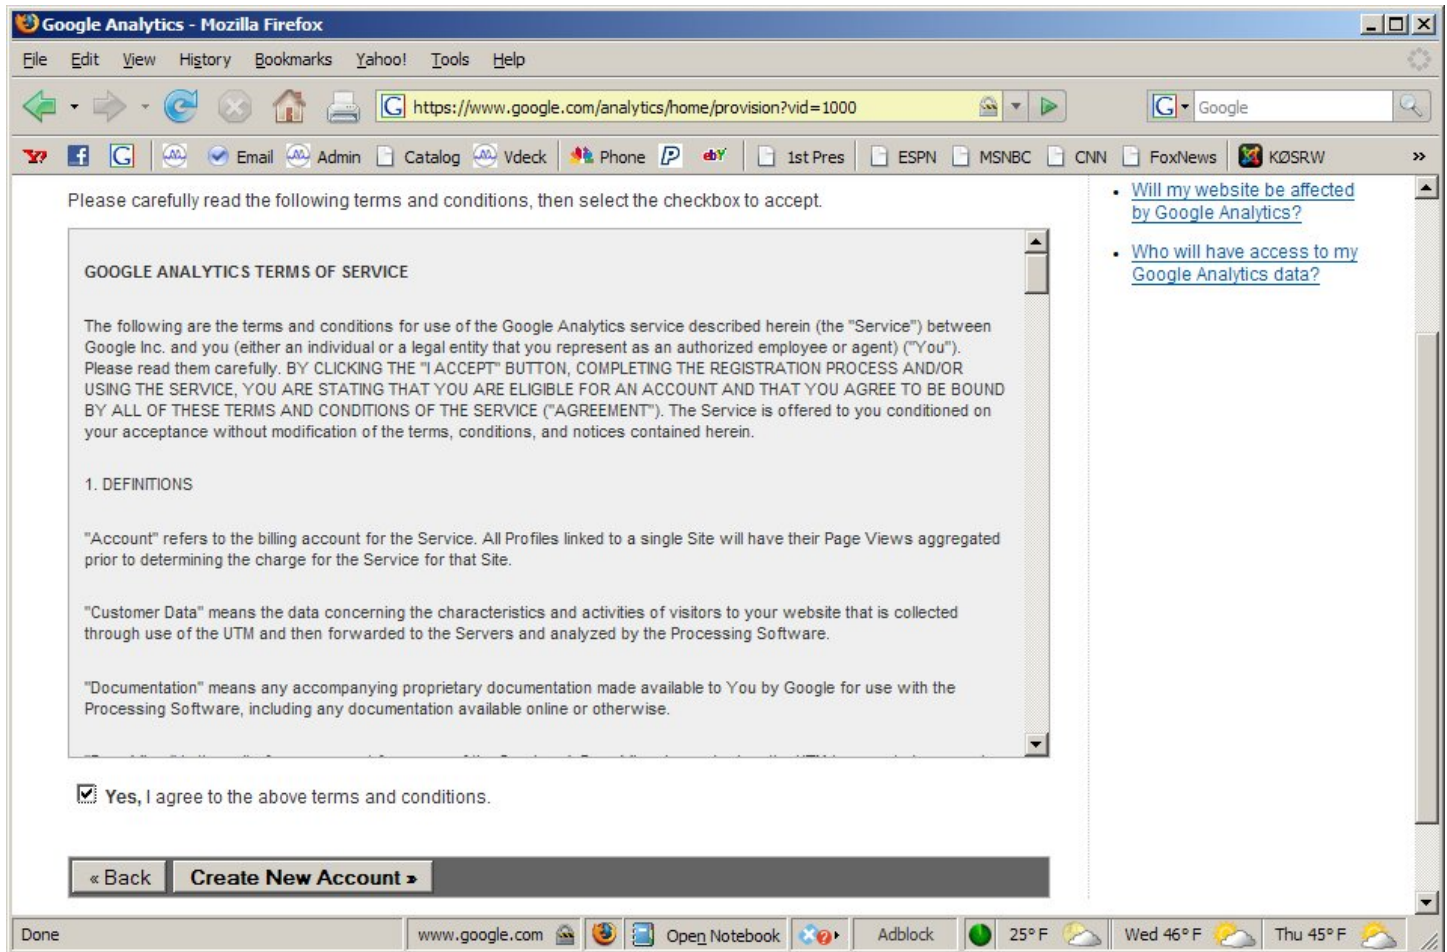 Google Analytics - Mozilla Firefox
File Edit View History Bookmarks Yahoo! Tools Help
https://www.google.com/analytics/home/provision?vid=1000
G Google
Y? f G Email Admin Catalog Vdeck Phone P ebY 1st Pres ESPN MSNBC CNN FoxNews KØSRW »
Please carefully read the following terms and conditions, then select the checkbox to accept.
GOOGLE ANALYTICS TERMS OF SERVICE
The following are the terms and conditions for use of the Google Analytics service described herein (the "Service") between
Google Inc. and you (either an individual or a legal entity that you represent as an authorized employee or agent) ("You").
Please read them carefully. BY CLICKING THE "I ACCEPT" BUTTON, COMPLETING THE REGISTRATION PROCESS AND/OR
USING THE SERVICE, YOU ARE STATING THAT YOU ARE ELIGIBLE FOR AN ACCOUNT AND THAT YOU AGREE TO BE BOUND
BY ALL OF THESE TERMS AND CONDITIONS OF THE SERVICE ("AGREEMENT"). The Service is offered to you conditioned on
your acceptance without modification of the terms, conditions, and notices contained herein.
1. DEFINITIONS
"Account" refers to the billing account for the Service. All Profiles linked to a single Site will have their Page Views aggregated
prior to determining the charge for the Service for that Site.
"Customer Data" means the data concerning the characteristics and activities of visitors to your website that is collected
through use of the UTM and then forwarded to the Servers and analyzed by the Processing Software.
"Documentation" means any accompanying proprietary documentation made available to You by Google for use with the
Processing Software, including any documentation available online or otherwise.
Yes, I agree to the above terms and conditions.
« Back Create New Account »
Will my website be affected
by Google Analytics?
Who will have access to my
Google Analytics data?
Done www.google.com Open Notebook Adblock 25° F Wed 46° F Thu 45° F